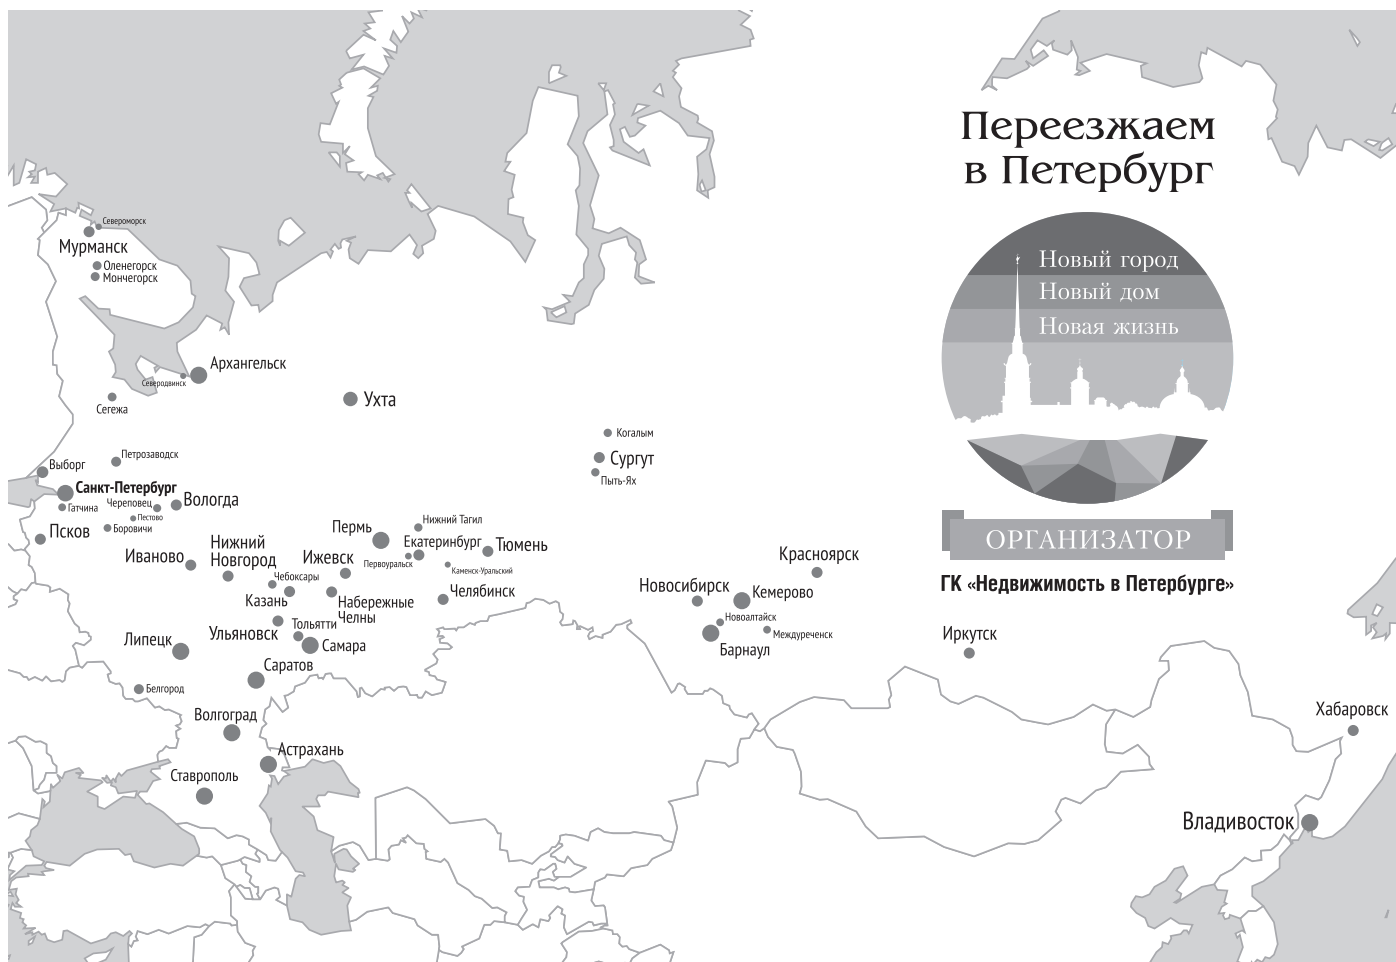 Переезжаем
в Петербург
Новый город
Новый дом
Новая жизнь
ОРГАНИЗАТОР
ГК «Недвижимость в Петербурге»
Североморск
Мурманск
Оленегорск
Мончегорск
Архангельск
Северодвинск
Сегежа
Ухта
Когалым
Сургут
Пыть-Ях
Выборг
Петрозаводск
Санкт-Петербург
Гатчина
Череповец
Вологда
Пестово
Боровичи
Псков
Иваново
Нижний
Новгород
Пермь
Нижний Тагил
Екатеринбург
Первоуральск
Тюмень
Каменск-Уральский
Ижевск
Чебоксары
Казань
Набережные
Челны
Челябинск
Ульяновск
Тольятти
Самара
Липецк
Саратов
Белгород
Волгоград
Астрахань
Ставрополь
Красноярск
Новосибирск
Кемерово
Новоалтайск
Междуреченск
Барнаул
Иркутск
Хабаровск
Владивосток